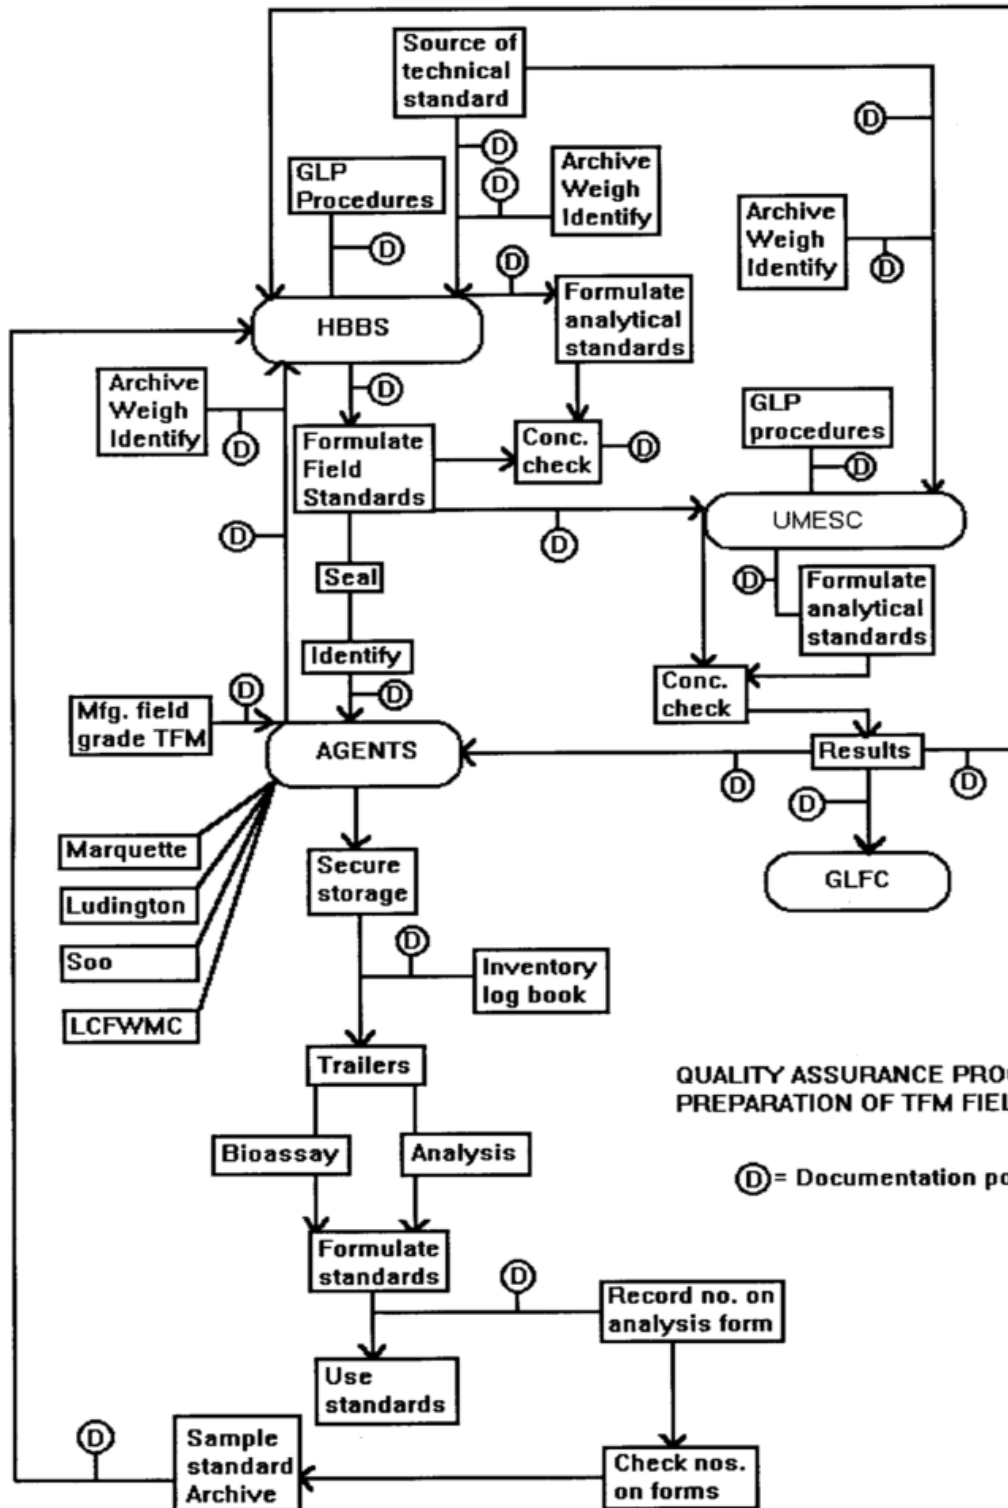 Source of
technical
standard
D
D
D
Archive
Weigh
Identify
GLP
Procedures
D
D
Archive
Weigh
Identify
D
HBBS
Formulate
analytical
standards
Archive
Weigh
Identify
D
D
Formulate
Field
Standards
Conc.
check
D
GLP
procedures
D
D
D
UMESC
Seal
D
Formulate
analytical
standards
Identify
D
Conc.
check
Mfg. field
grade TFM
D
AGENTS
Results
D
D
D
GLFC
Marquette
Ludington
Soo
LCFWMC
Secure
storage
D
Inventory
log book
Trailers
QUALITY ASSURANCE PRO
PREPARATION OF TFM FIEL
Bioassay
Analysis
D = Documentation po
Formulate
standards
D
Record no. on
analysis form
Use
standards
D
Sample
standard
Archive
Check nos.
on forms